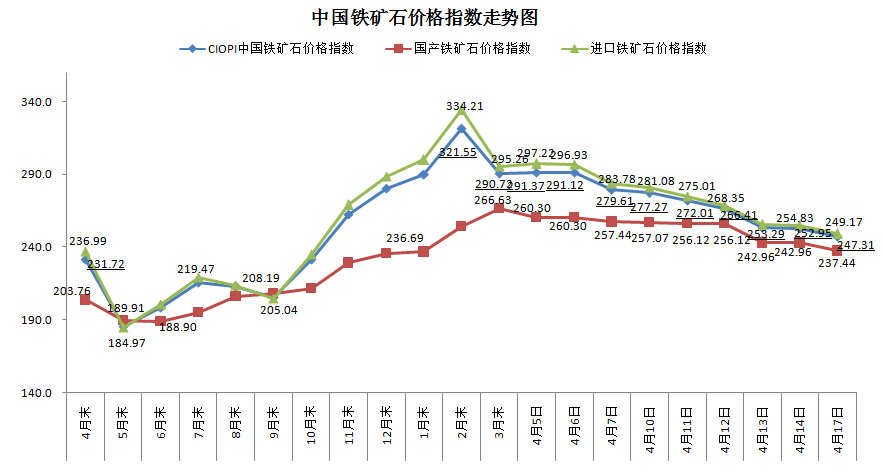 中国铁矿石价格指数走势图
CIOPI中国铁矿石价格指数 国产铁矿石价格指数 进口铁矿石价格指数
340.0
290.0
240.0
190.0
140.0
236.99
231.72
203.76
189.91
184.97
188.90
219.47
208.19
205.04
236.69
334.21
321.55
295.26
290.72
266.63
297.22
291.37
260.30
296.93
291.12
260.30
283.78
279.61
257.44
281.08
277.27
257.07
275.01
272.01
256.12
268.35
266.41
256.12
253.29
242.96
254.83
252.95
242.96
249.17
247.31
237.44
4月末
5月末
6月末
7月末
8月末
9月末
10月末
11月末
12月末
1月末
2月末
3月末
4月5日
4月6日
4月7日
4月10日
4月11日
4月12日
4月13日
4月14日
4月17日